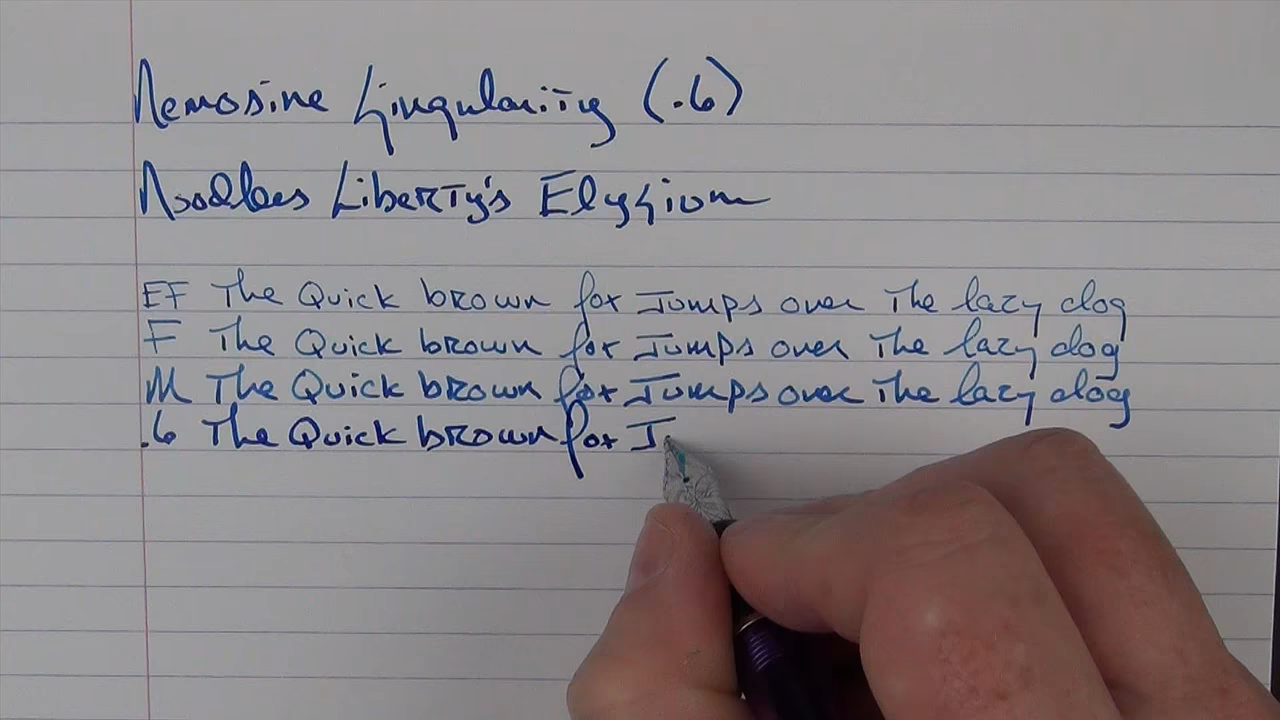 Nemosine Singularity (.6)
Noodlers Liberty's Elysium
EF The Quick brown fox Jumps over The lazy dog
F The Quick brown fox Jumps over The lazy dog
M The Quick brown fox Jumps over The lazy dog
.6 The Quick brown fox J